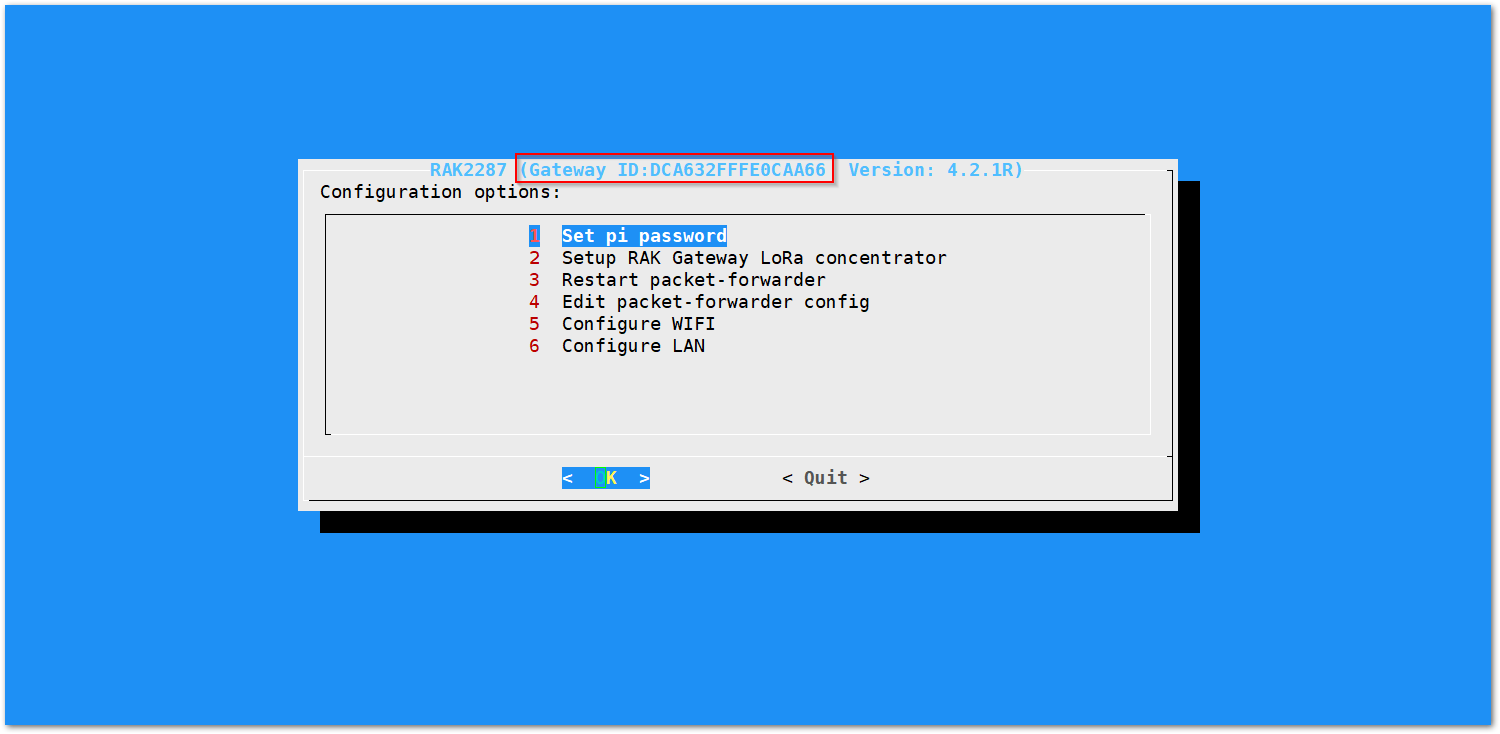 RAK2287 (Gateway ID:DCA632FFFE0CAA66 Version: 4.2.1R)
Configuration options:
1 Set pi password
2 Setup RAK Gateway LoRa concentrator
3 Restart packet-forwarder
4 Edit packet-forwarder config
5 Configure WIFI
6 Configure LAN
< OK > < Quit >